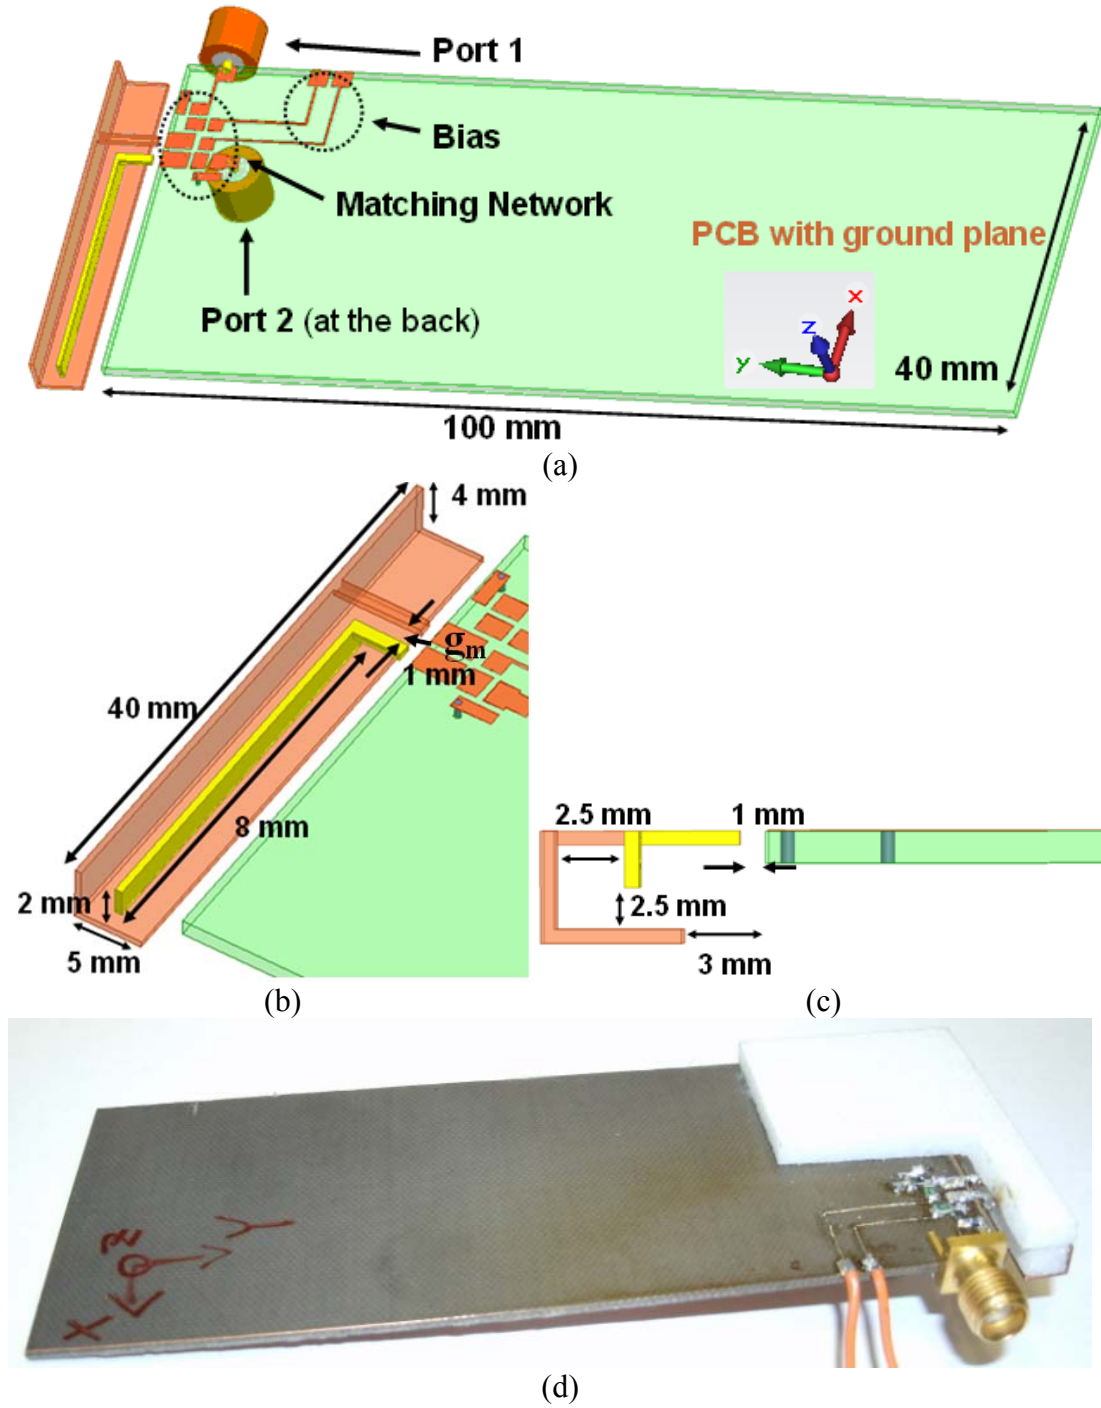 Port 1
Bias
Matching Network
PCB with ground plane
Port 2 (at the back)
x
z
y
40 mm
100 mm
(a)
4 mm
gm
1 mm
40 mm
8 mm
2 mm
5 mm
(b)
2.5 mm
1 mm
2.5 mm
3 mm
(c)
Z
Y
X
(d)